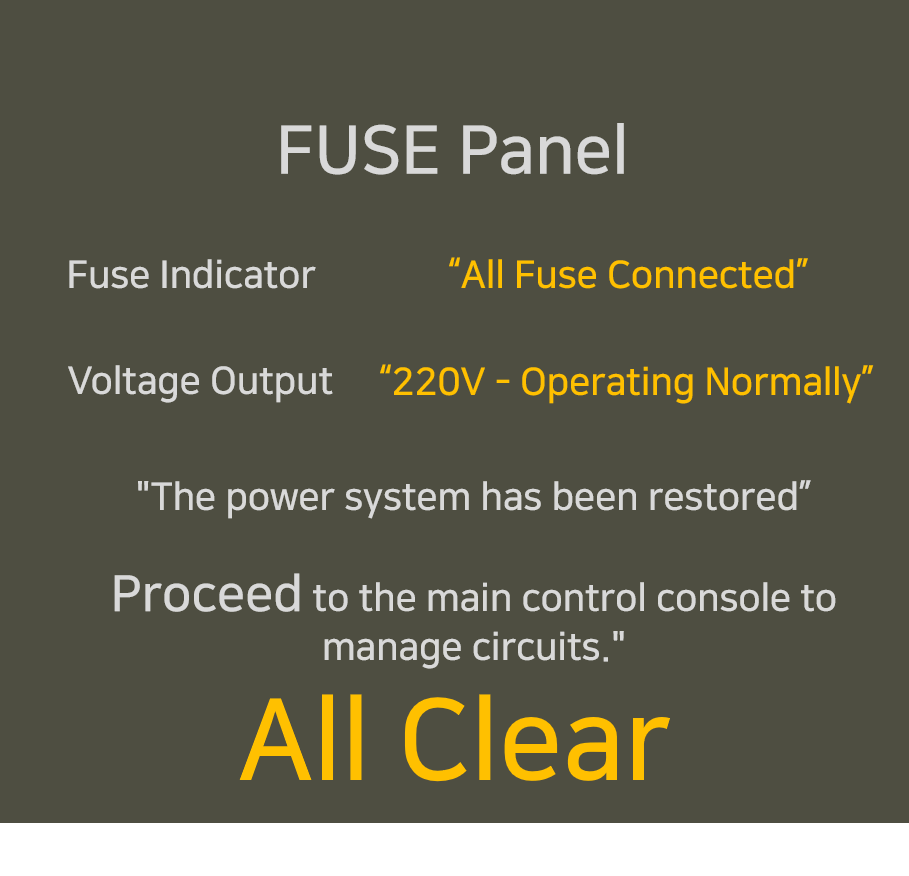 FUSE Panel
Fuse Indicator “All Fuse Connected”
Voltage Output “220V - Operating Normally”
"The power system has been restored”
Proceed to the main control console to
manage circuits."
All Clear